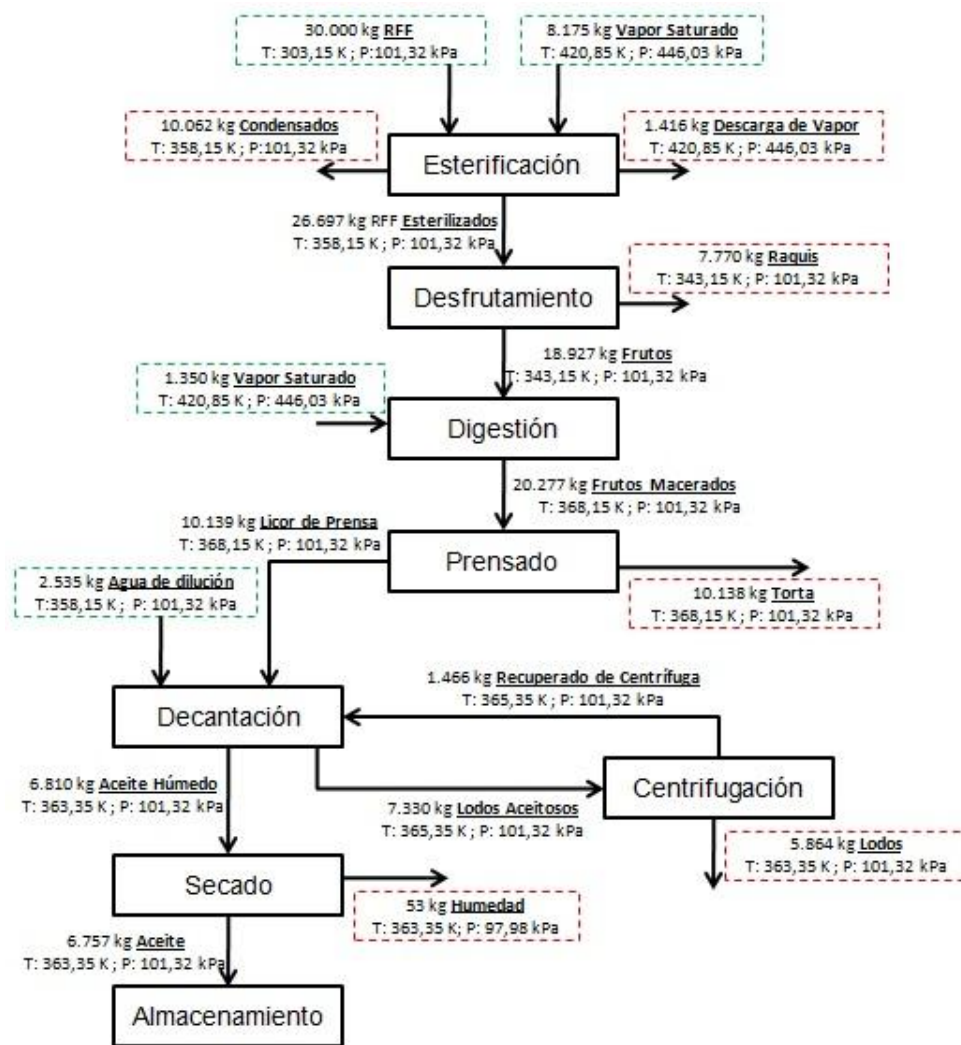 30.000 kg RFF
T: 303,15 K ; P:101,32 kPa
8.175 kg Vapor Saturado
T: 420,85 K ; P: 446,03 kPa
10.062 kg Condensados
T: 358,15 K ; P:101,32 kPa
1.416 kg Descarga de Vapor
T: 420,85 K ; P: 446,03 kPa
Esterificación
26.697 kg RFF Esterilizados
T: 358,15 K ; P: 101,32 kPa
7.770 kg Raquis
T: 343,15 K ; P: 101,32 kPa
Desfrutamiento
18.927 kg Frutos
T: 343,15 K ; P: 101,32 kPa
1.350 kg Vapor Saturado
T: 420,85 K ; P: 446,03 kPa
Digestión
20.277 kg Frutos Macerados
T: 368,15 K ; P: 101,32 kPa
10.139 kg Licor de Prensa
T: 368,15 K ; P: 101,32 kPa
Prensado
2.535 kg Agua de dilución
T:358,15 K ; P: 101,32 kPa
10.138 kg Torta
T: 368,15 K ; P: 101,32 kPa
1.466 kg Recuperado de Centrífuga
T: 365,35 K ; P: 101,32 kPa
Decantación
6.810 kg Aceite Húmedo
T: 363,35 K ; P: 101,32 kPa
7.330 kg Lodos Aceitosos
T: 365,35 K ; P: 101,32 kPa
Centrifugación
5.864 kg Lodos
T: 363,35 K ; P: 101,32 kPa
Secado
53 kg Humedad
T: 363,35 K ; P: 97,98 kPa
6.757 kg Aceite
T: 363,35 K ; P: 101,32 kPa
Almacenamiento